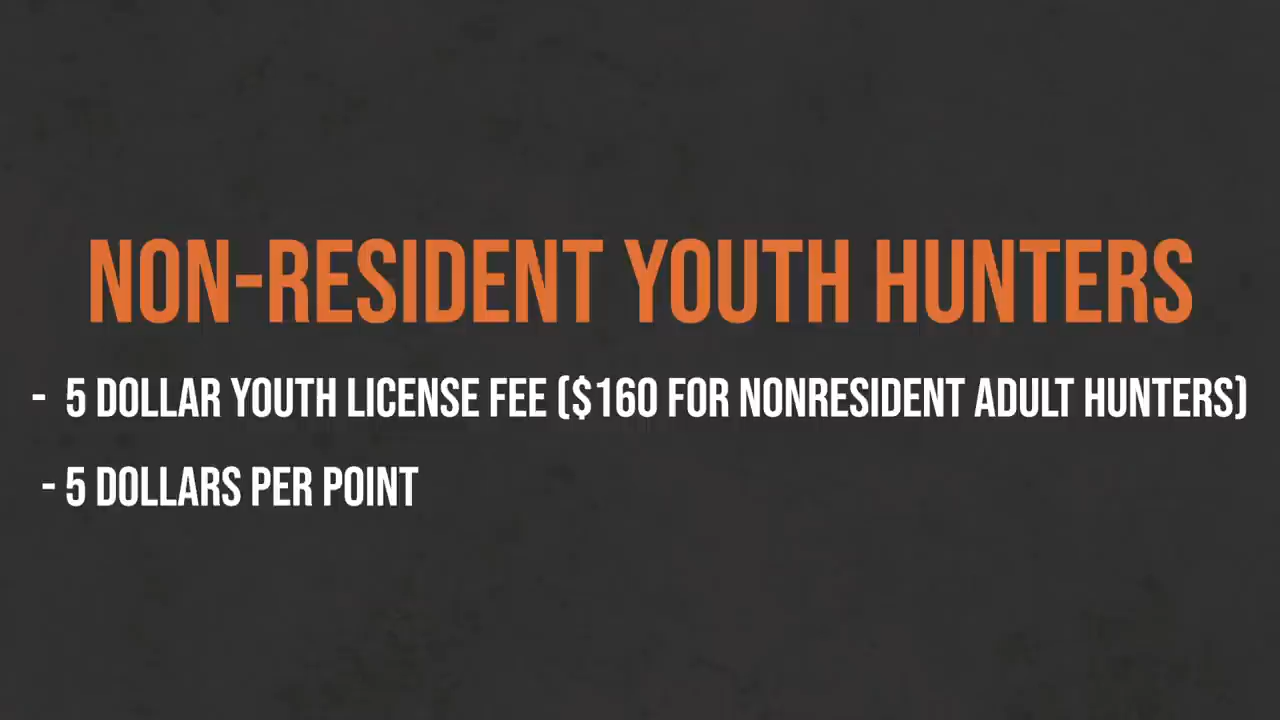 NON-RESIDENT YOUTH HUNTERS
- 5 DOLLAR YOUTH LICENSE FEE ($160 FOR NONRESIDENT ADULT HUNTERS)
- 5 DOLLARS PER POINT